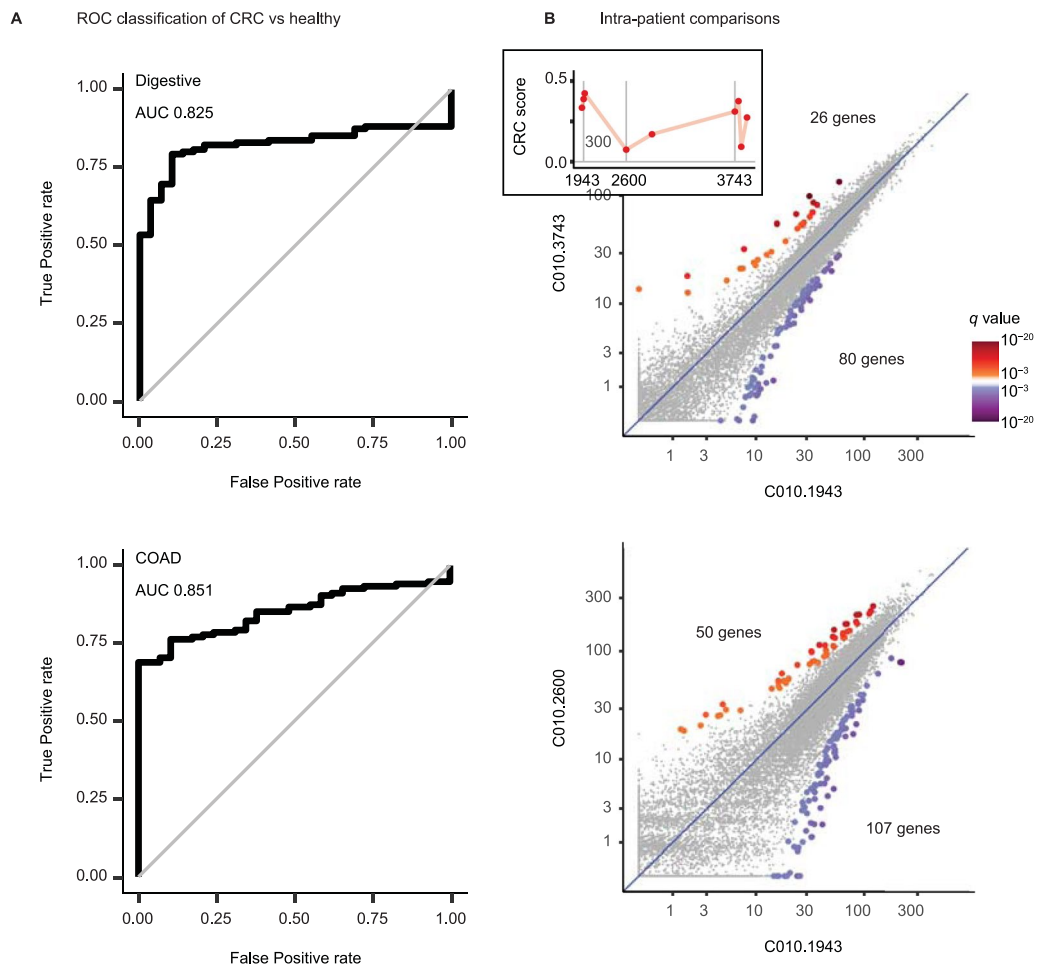 A ROC classification of CRC vs healthy
Digestive
AUC 0.825
1.00
0.75
0.50
0.25
0.00
True Positive rate
0.00 0.25 0.50 0.75 1.00
False Positive rate
COAD
AUC 0.851
1.00
0.75
0.50
0.25
0.00
True Positive rate
0.00 0.25 0.50 0.75 1.00
False Positive rate
B Intra-patient comparisons
0.5
0.0
CRC score
300
1943 2600 3743
26 genes
100
30
10
3
1
C010.3743
80 genes
q value
10⁻²⁰
10⁻³
10⁻³
10⁻²⁰
1 3 10 30 100 300
C010.1943
300
100
30
10
3
1
C010.2600
50 genes
107 genes
1 3 10 30 100 300
C010.1943